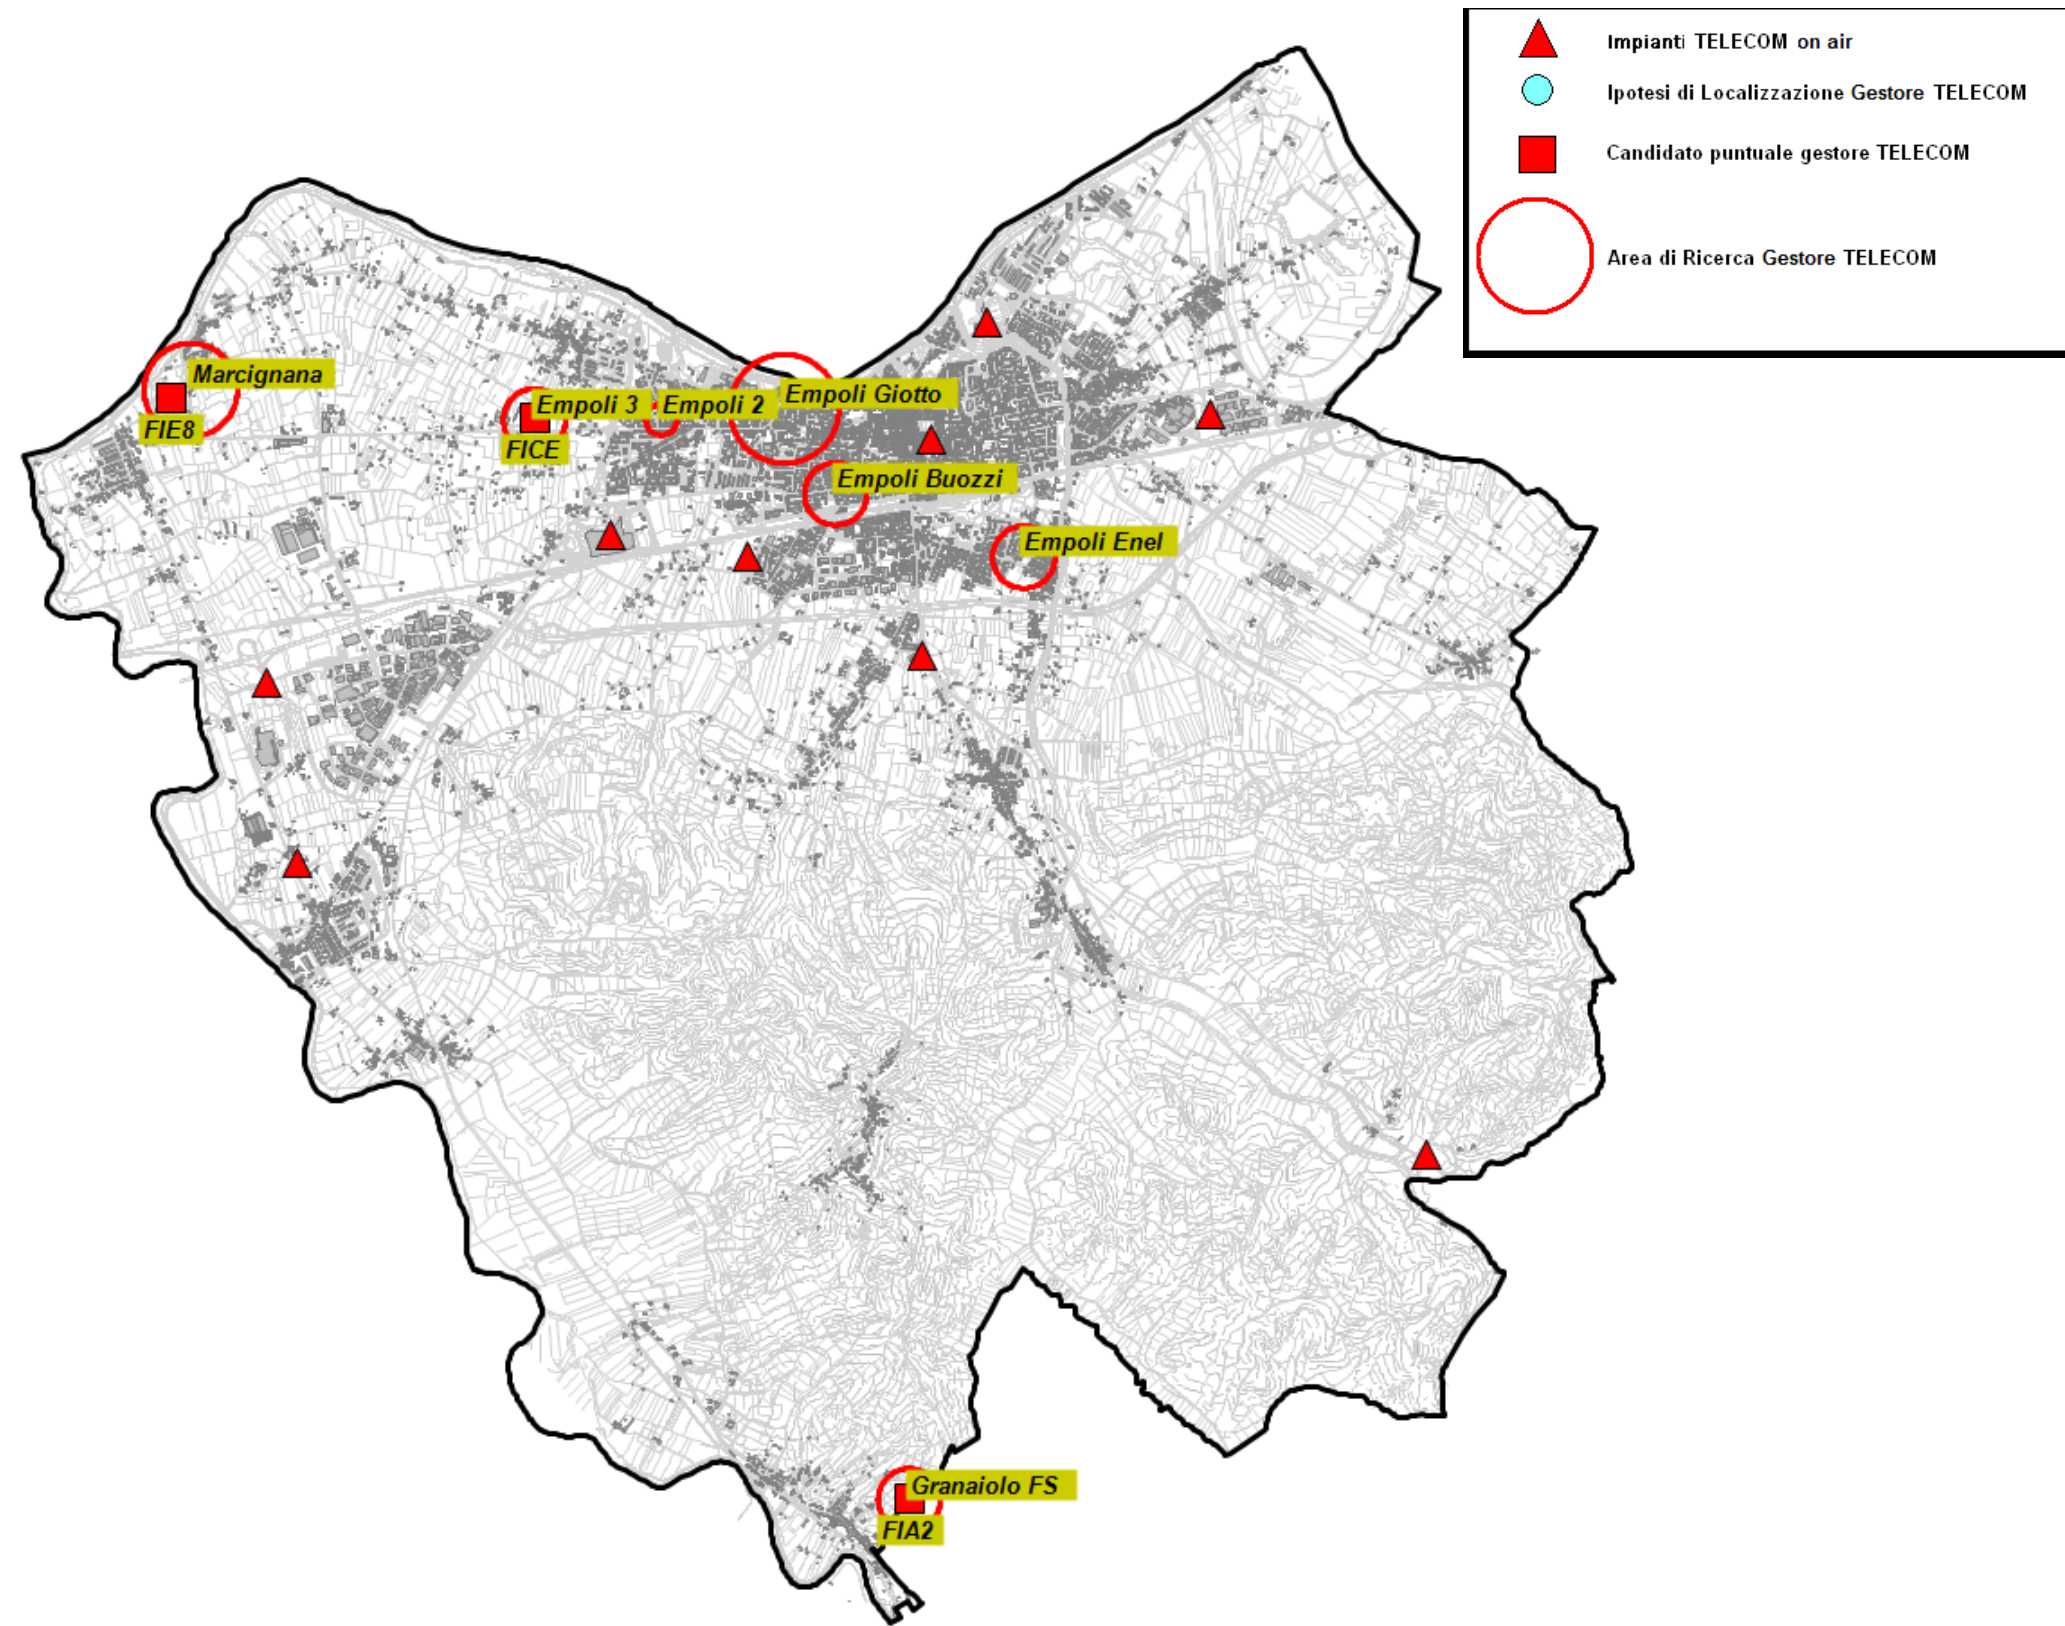 Impianti TELECOM on air
Ipotesi di Localizzazione Gestore TELECOM
Candidato puntuale gestore TELECOM
Area di Ricerca Gestore TELECOM
Marcignana
FIE8
Empoli 3
FICE
Empoli 2
Empoli Giotto
Empoli Buozzi
Empoli Enel
Granaiolo FS
FIA2